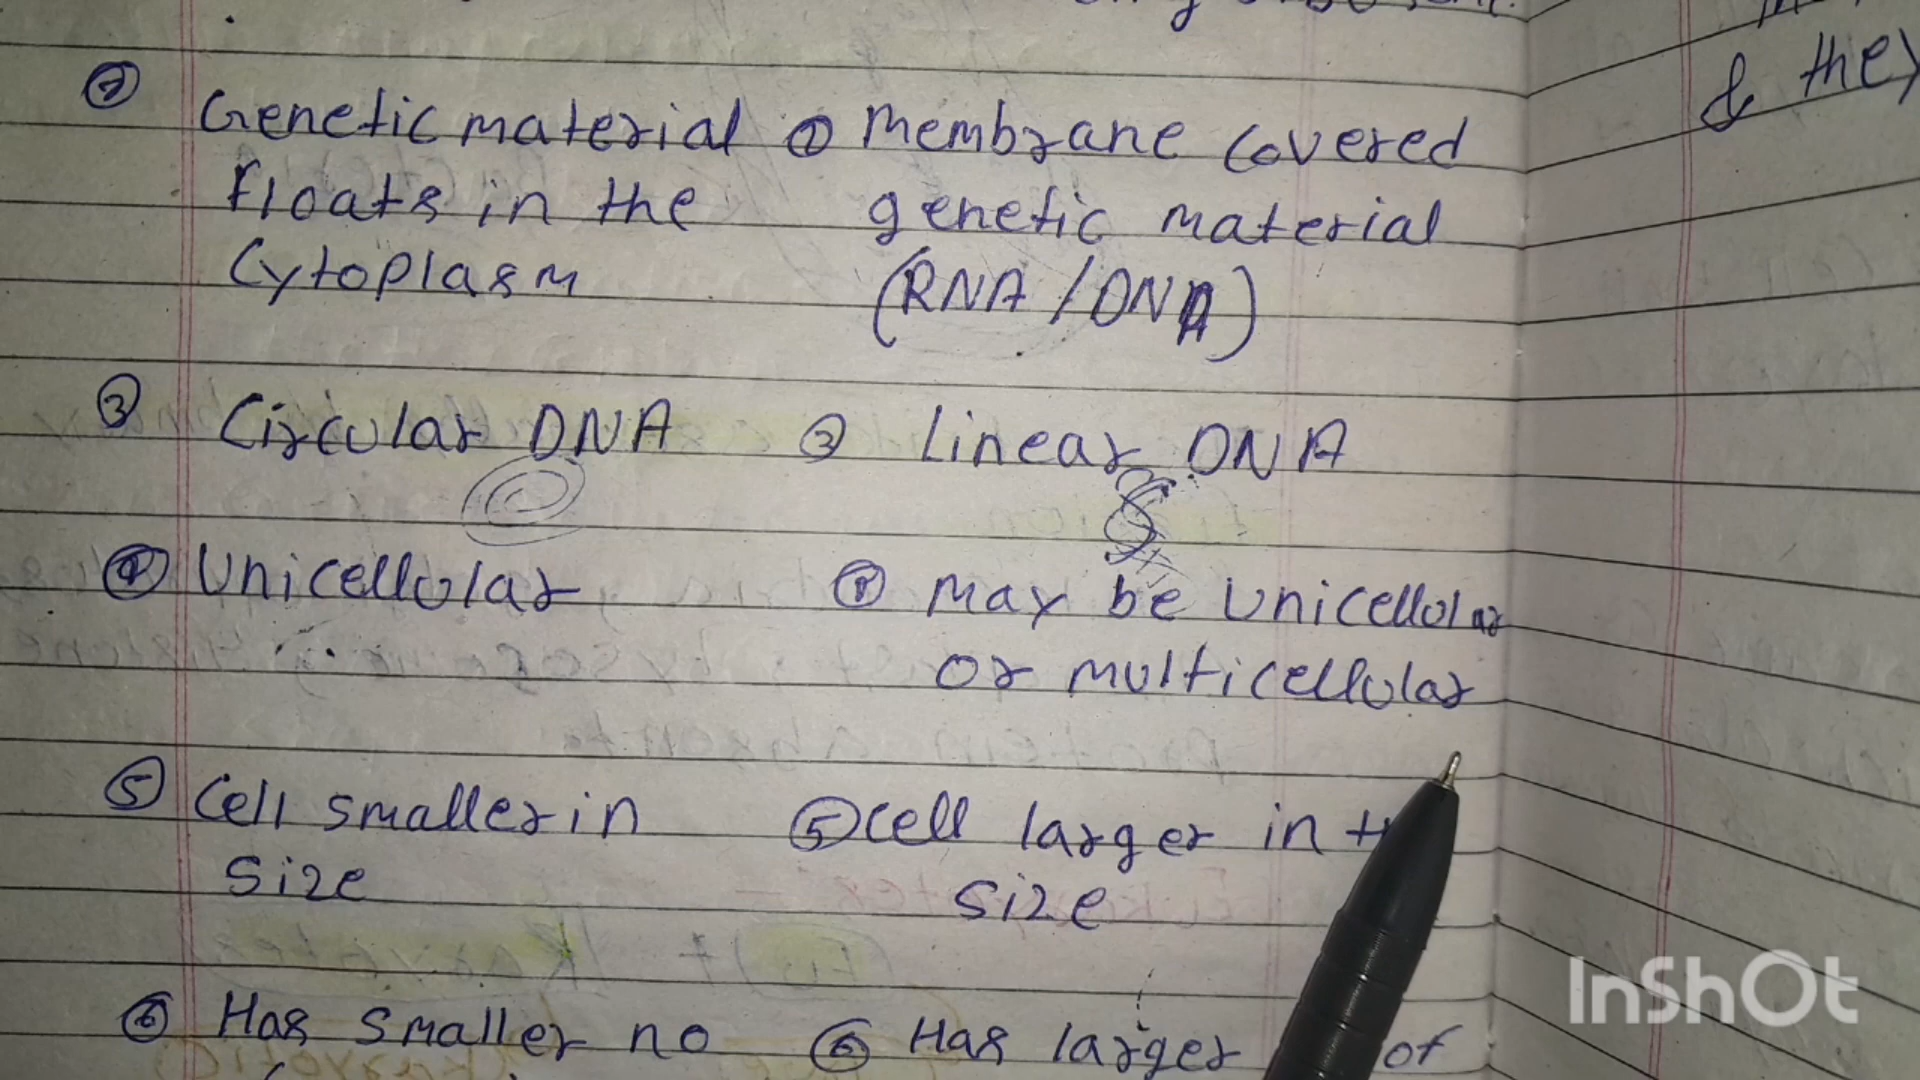 ② Genetic material
floats in the
Cytoplasm
② Membrane covered
genetic material
(RNA/DNA)
③ Circular DNA
③ Linear DNA
④ Unicellular
④ May be Unicellular
or multicellular
⑤ Cell smaller in
size
⑤ cell larger in
size
⑥ Has smaller no
⑥ Has larger of
& they
InShOt